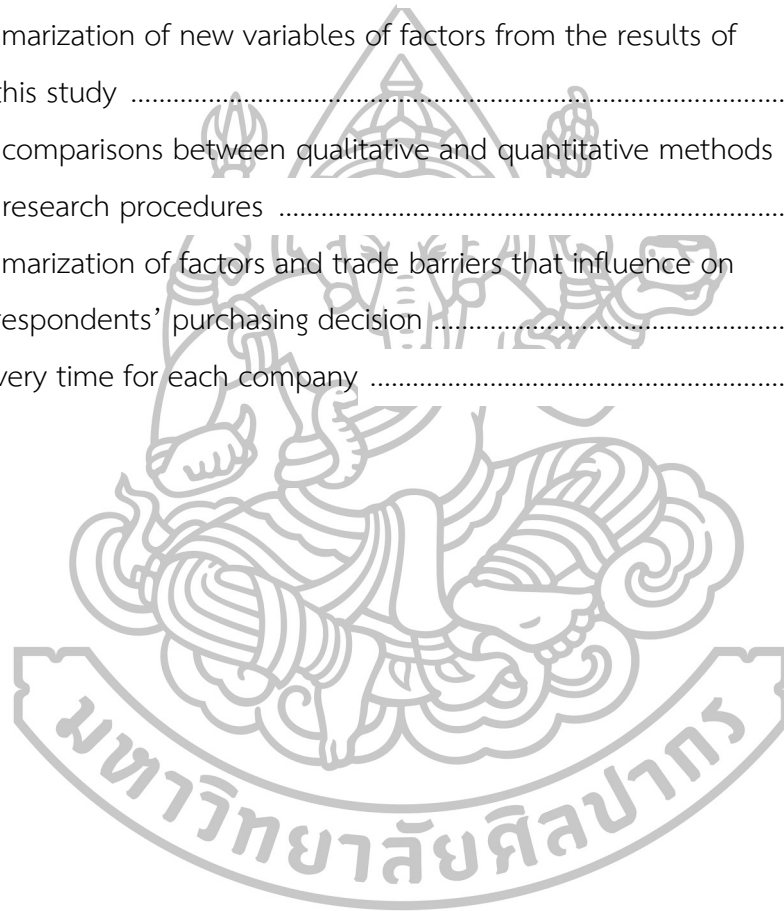 marization of new variables of factors from the results of
this study ....................................................................................................
comparisons between qualitative and quantitative methods
research procedures ..........................................................................
marization of factors and trade barriers that influence on
respondents’ purchasing decision ..............................................................
very time for each company ..........................................................................
มหาวิทยาลัยศิลปากร